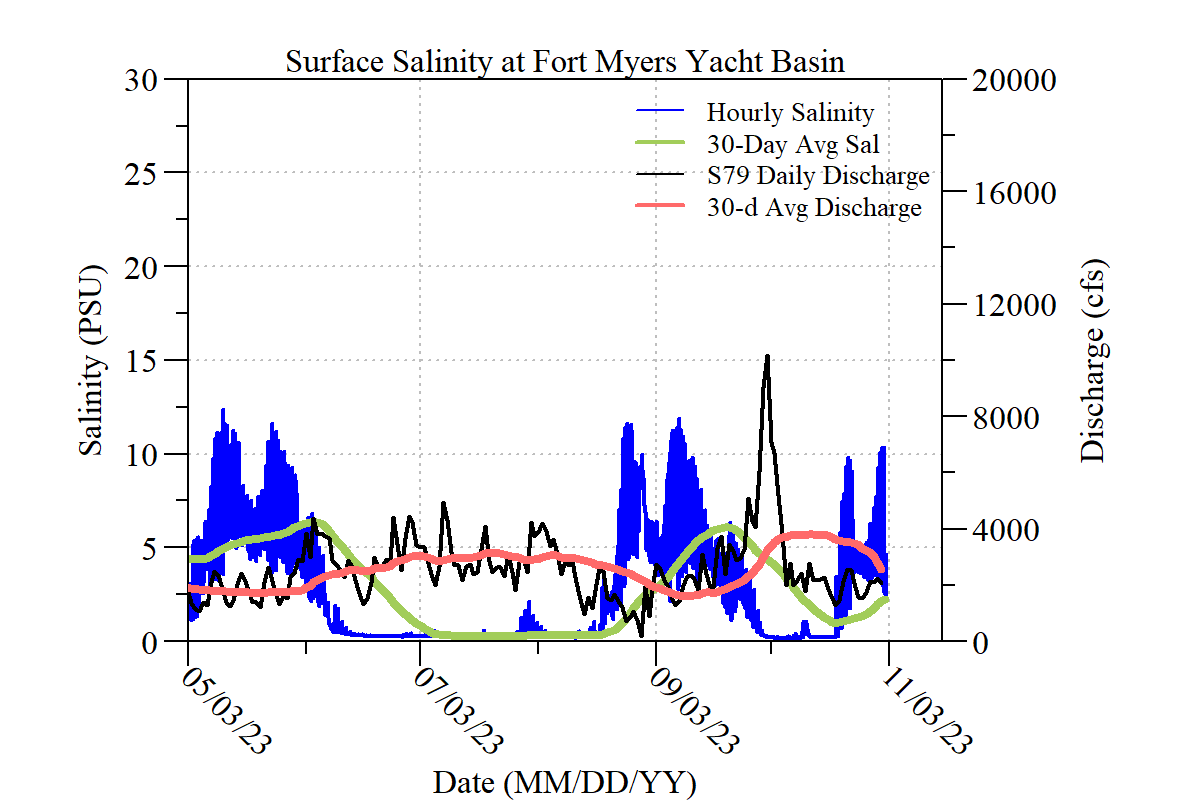 Surface Salinity at Fort Myers Yacht Basin
30
25
20
15
10
5
0
Salinity (PSU)
Hourly Salinity
30-Day Avg Sal
S79 Daily Discharge
30-d Avg Discharge
20000
16000
12000
8000
4000
0
Discharge (cfs)
05/03/23
07/03/23
09/03/23
11/03/23
Date (MM/DD/YY)